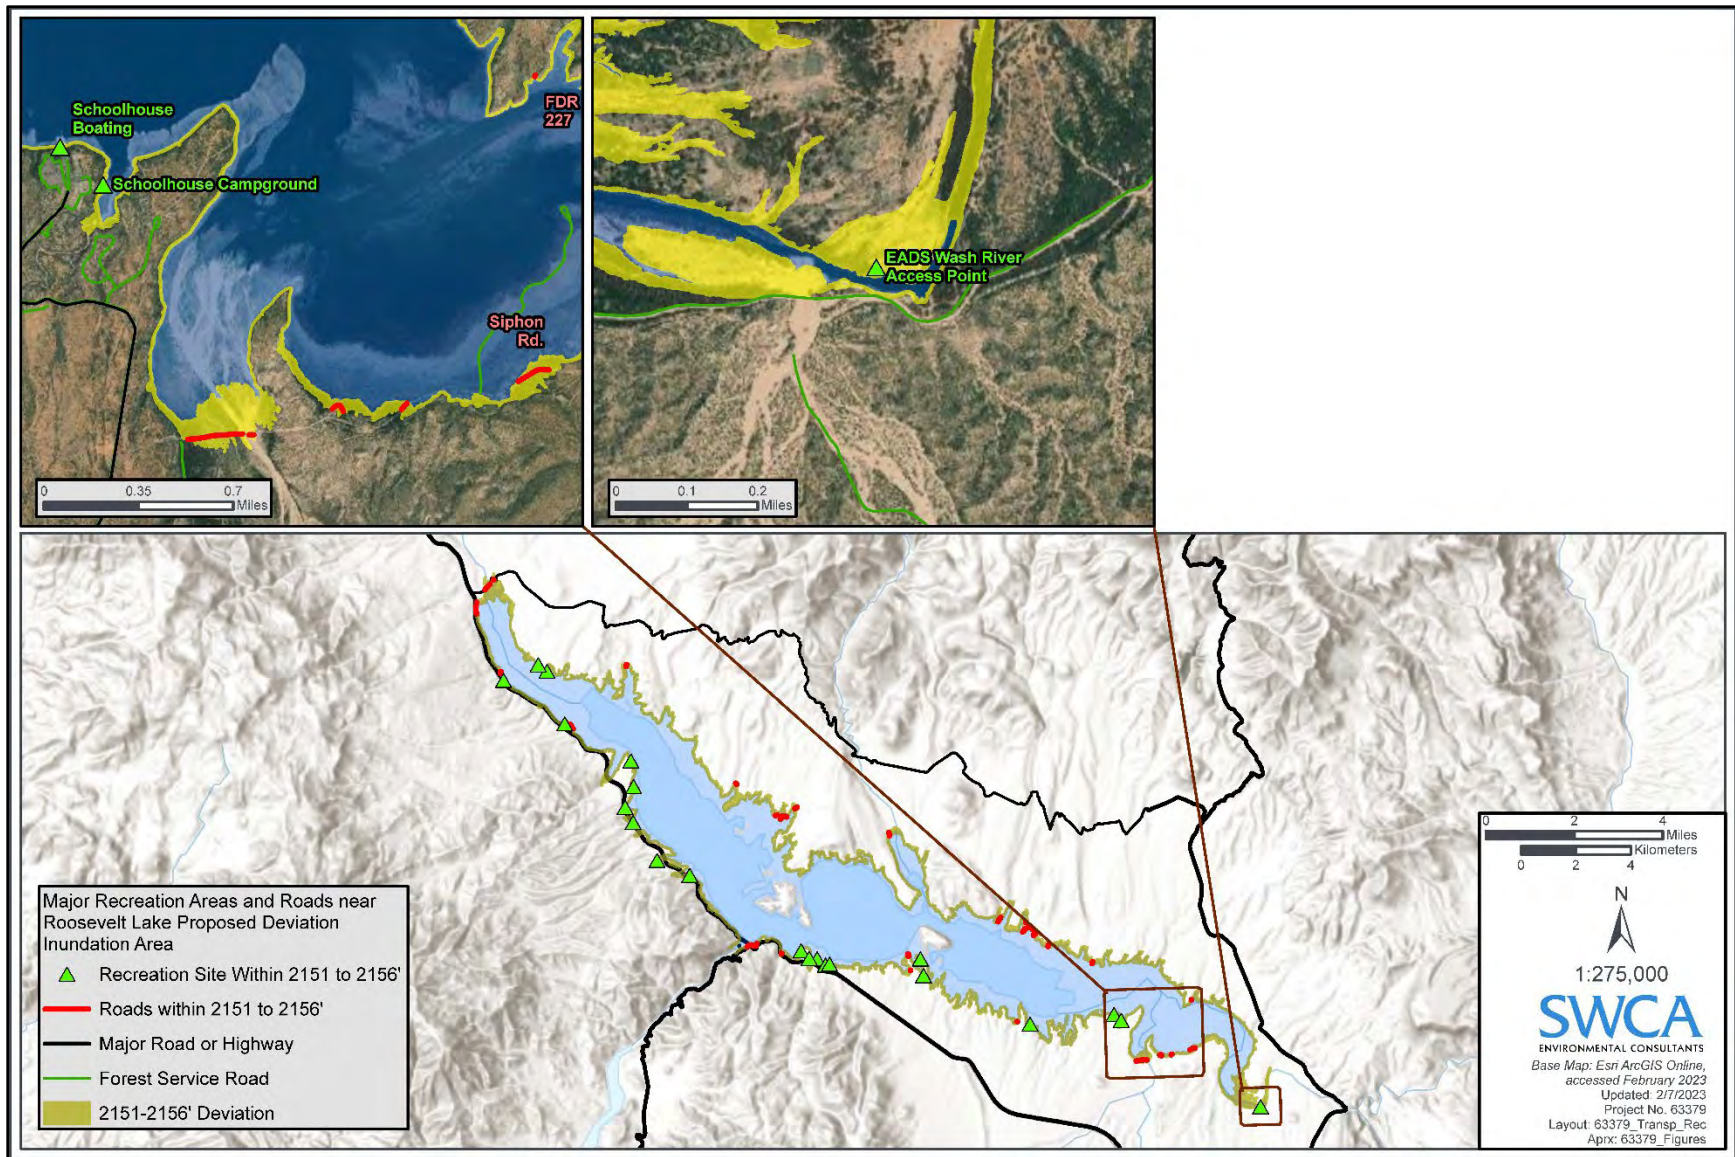 Schoolhouse
Boating
Schoolhouse Campground
FDR
227
Siphon
Rd.
0 0.35 0.7
Miles
EADS Wash River
Access Point
0 0.1 0.2
Miles
Major Recreation Areas and Roads near
Roosevelt Lake Proposed Deviation
Inundation Area
Recreation Site Within 2151 to 2156'
Roads within 2151 to 2156'
Major Road or Highway
Forest Service Road
2151-2156' Deviation
0 2 4
Miles
Kilometers
0 2 4
N
1:275,000
SWCA
ENVIRONMENTAL CONSULTANTS
Base Map: Esri ArcGIS Online,
accessed February 2023
Updated: 2/7/2023
Project No. 63379
Layout: 63379_Transp_Rec
Aprx: 63379_Figures